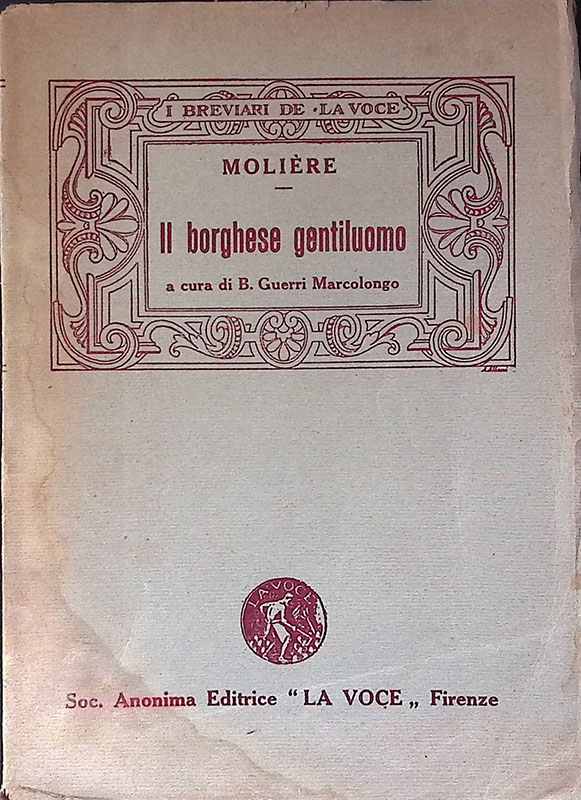 I BREVIARI DE · LA VOCE ·
MOLIÈRE
Il borghese gentiluomo
a cura di B. Guerri Marcolongo
LA VOCE
Soc. Anonima Editrice “LA VOCE„ Firenze